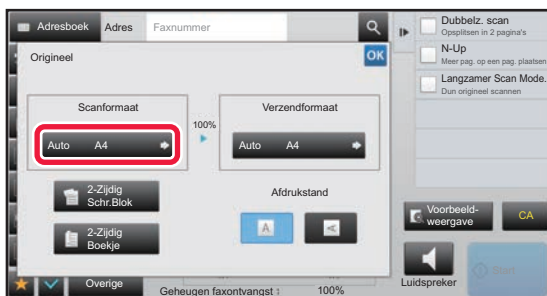 Adresboek
Adres
Faxnummer
Origineel
OK
Scanformaat
Verzendformaat
100%
Auto A4
Auto A4
2-Zijdig
Schr.Blok
2-Zijdig
Boekje
Afdrukstand
A
A
Overige
Geheugen faxontvangst :
100%
Dubbelz. scan
Opsplitsen in 2 pagina's
N-Up
Meer pag. op een pag. plaatsen
Langzamer Scan Mode.
Dun origineel scannen
Voorbeeld-
weergave
CA
Luidspreker
Start